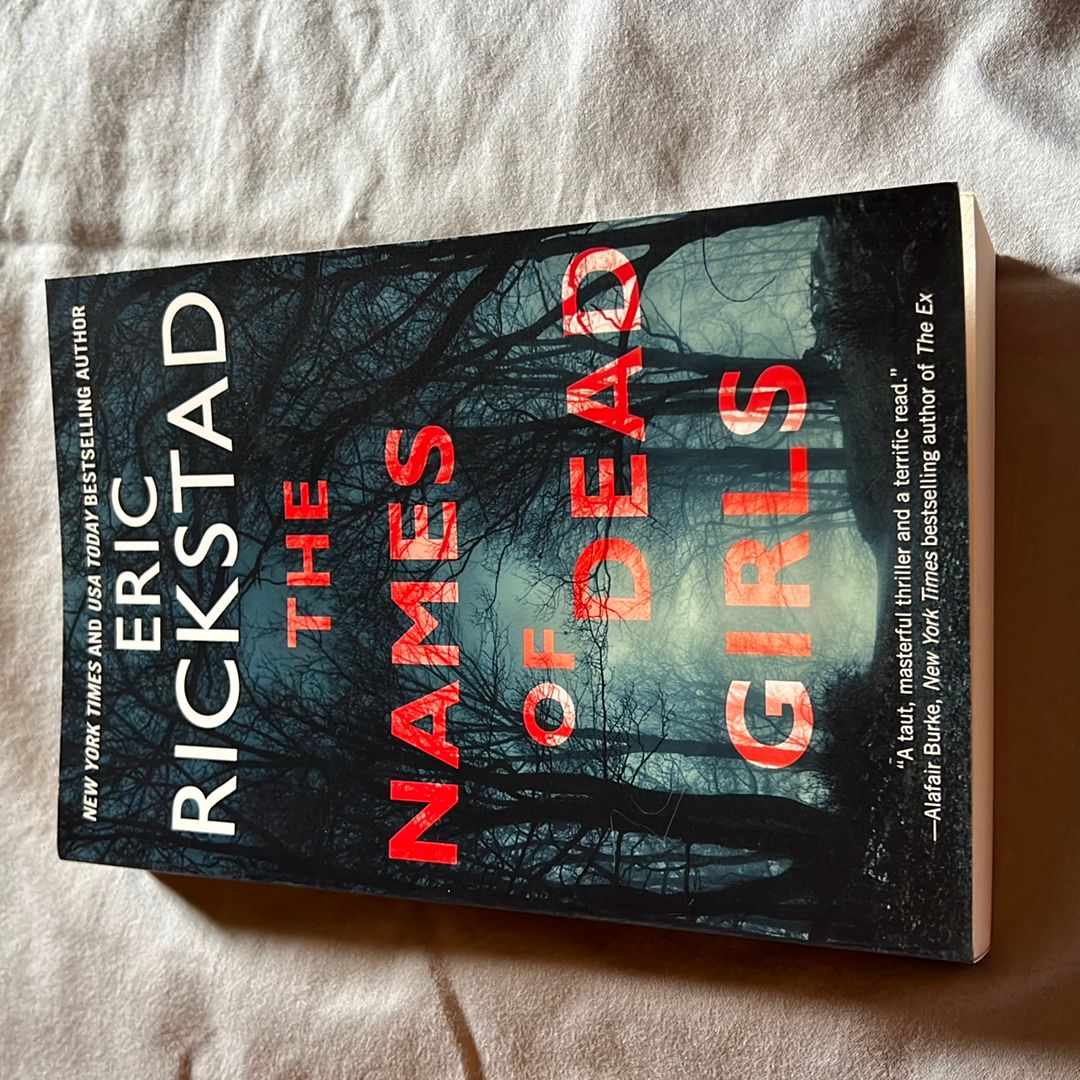 NEW YORK TIMES AND USA TODAY BESTSELLING AUTHOR
ERIC
RICKSTAD
THE
NAMES
OF
DEAD
GIRLS
“A taut, masterful thriller and a terrific read.”
—Alafair Burke, New York Times bestselling author of The Ex